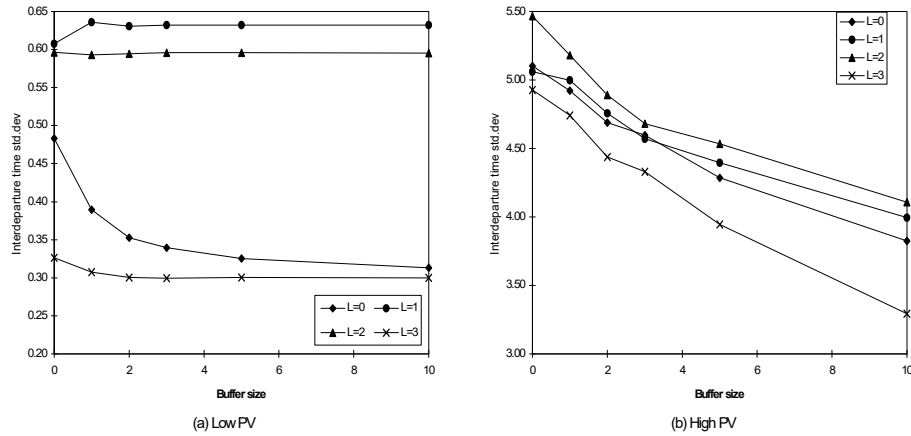 0.65
0.60
0.55
0.50
0.45
0.40
0.35
0.30
0.25
0.20
Interdeparture time std.dev
0 2 4 6 8 10
Buffer size
L=0 L=1
L=2 L=3
(a) Low PV
5.50
5.00
4.50
4.00
3.50
3.00
Interdeparture time std.dev
0 2 4 6 8 10
Buffer size
L=0
L=1
L=2
L=3
(b) High PV